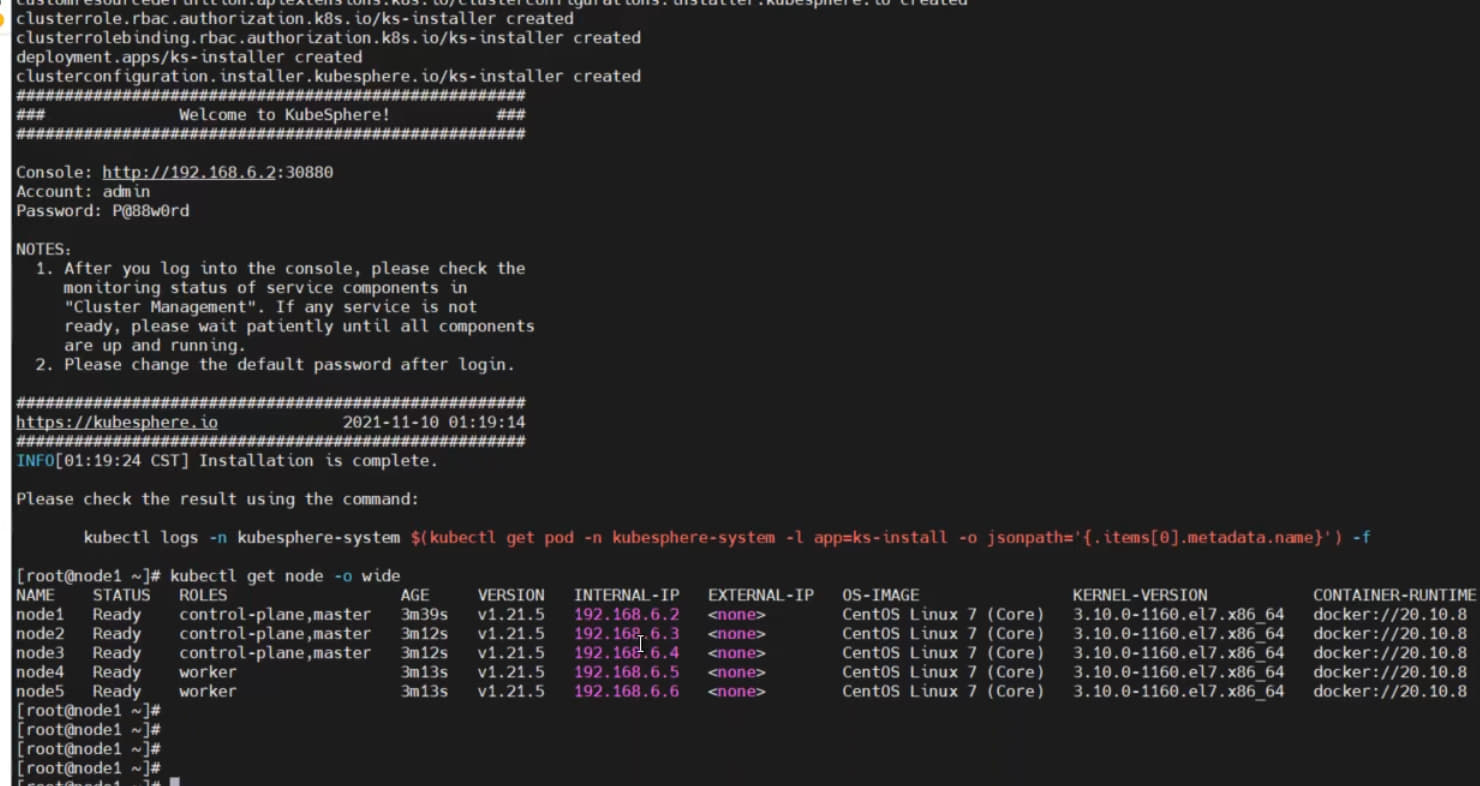 customresourcedefinition.apiextensions.k8s.io/clusterconfigurations.installer.kubesphere.io created
clusterrole.rbac.authorization.k8s.io/ks-installer created
clusterrolebinding.rbac.authorization.k8s.io/ks-installer created
deployment.apps/ks-installer created
clusterconfiguration.installer.kubesphere.io/ks-installer created
#####################################################
###              Welcome to KubeSphere!           ###
#####################################################
Console: http://192.168.6.2:30880
Account: admin
Password: P@88w0rd
NOTES:
  1. After you log into the console, please check the
     monitoring status of service components in
     "Cluster Management". If any service is not
     ready, please wait patiently until all components
     are up and running.
  2. Please change the default password after login.
#####################################################
https://kubesphere.io             2021-11-10 01:19:14
#####################################################
INFO[01:19:24 CST] Installation is complete.
Please check the result using the command:
       kubectl logs -n kubesphere-system $(kubectl get pod -n kubesphere-system -l app=ks-install -o jsonpath='{.items[0].metadata.name}') -f
[root@node1 ~]# kubectl get node -o wide
NAME    STATUS   ROLES                  AGE     VERSION   INTERNAL-IP   EXTERNAL-IP   OS-IMAGE                KERNEL-VERSION           CONTAINER-RUNTIME
node1   Ready    control-plane,master   3m39s   v1.21.5   192.168.6.2   <none>        CentOS Linux 7 (Core)   3.10.0-1160.el7.x86_64   docker://20.10.8
node2   Ready    control-plane,master   3m12s   v1.21.5   192.168.6.3   <none>        CentOS Linux 7 (Core)   3.10.0-1160.el7.x86_64   docker://20.10.8
node3   Ready    control-plane,master   3m12s   v1.21.5   192.168.6.4   <none>        CentOS Linux 7 (Core)   3.10.0-1160.el7.x86_64   docker://20.10.8
node4   Ready    worker                 3m13s   v1.21.5   192.168.6.5   <none>        CentOS Linux 7 (Core)   3.10.0-1160.el7.x86_64   docker://20.10.8
node5   Ready    worker                 3m13s   v1.21.5   192.168.6.6   <none>        CentOS Linux 7 (Core)   3.10.0-1160.el7.x86_64   docker://20.10.8
[root@node1 ~]#
[root@node1 ~]#
[root@node1 ~]#
[root@node1 ~]#
[root@node1 ~]#